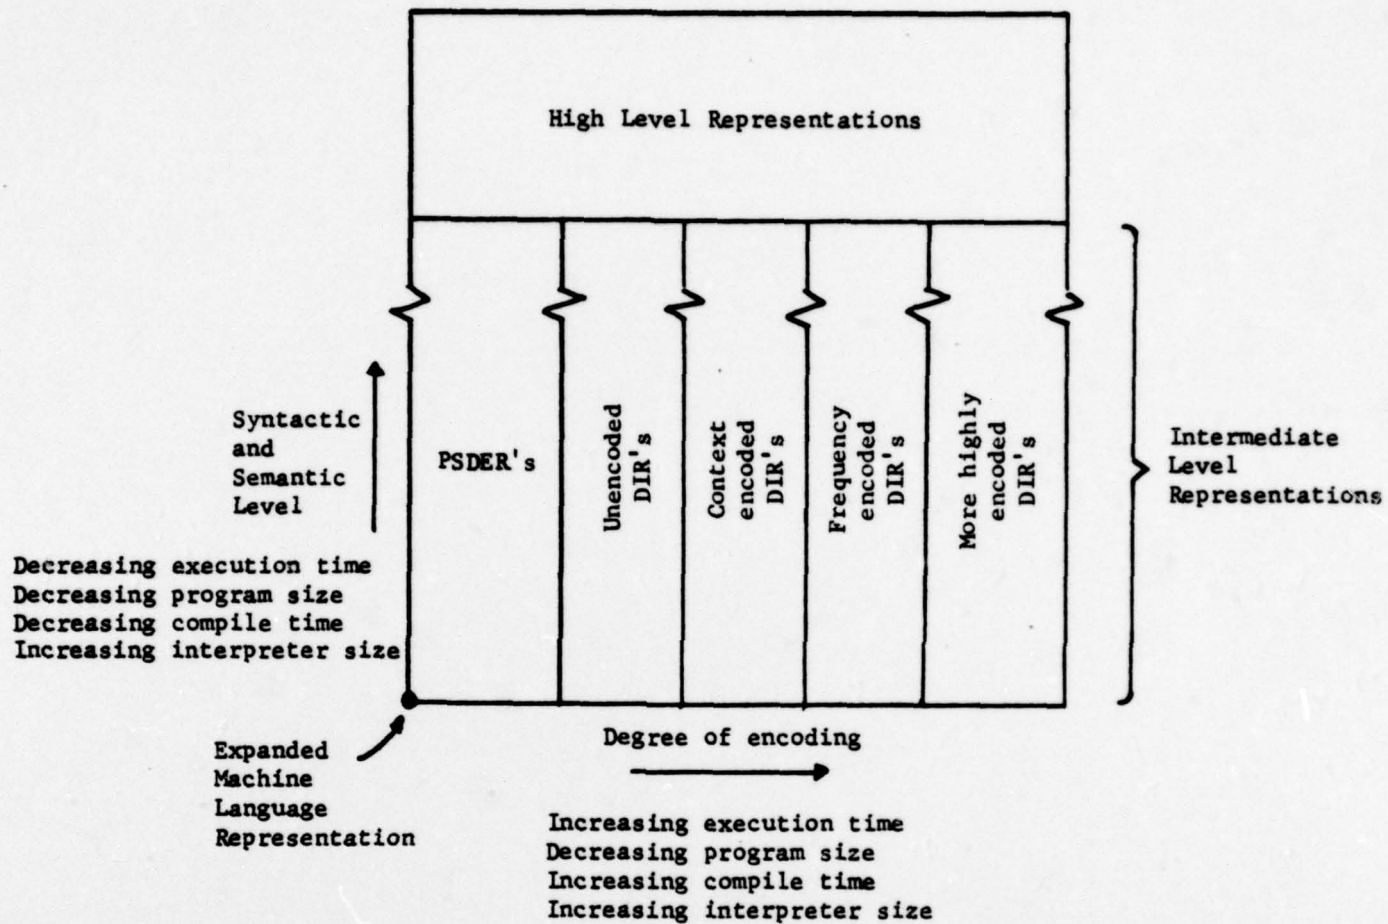 High Level Representations
Syntactic
and
Semantic
Level
Decreasing execution time
Decreasing program size
Decreasing compile time
Increasing interpreter size
PSDER's
Unencoded
DIR's
Context
encoded
DIR's
Frequency
encoded
DIR's
More highly
encoded
DIR's
Intermediate
Level
Representations
Expanded
Machine
Language
Representation
Degree of encoding
Increasing execution time
Decreasing program size
Increasing compile time
Increasing interpreter size